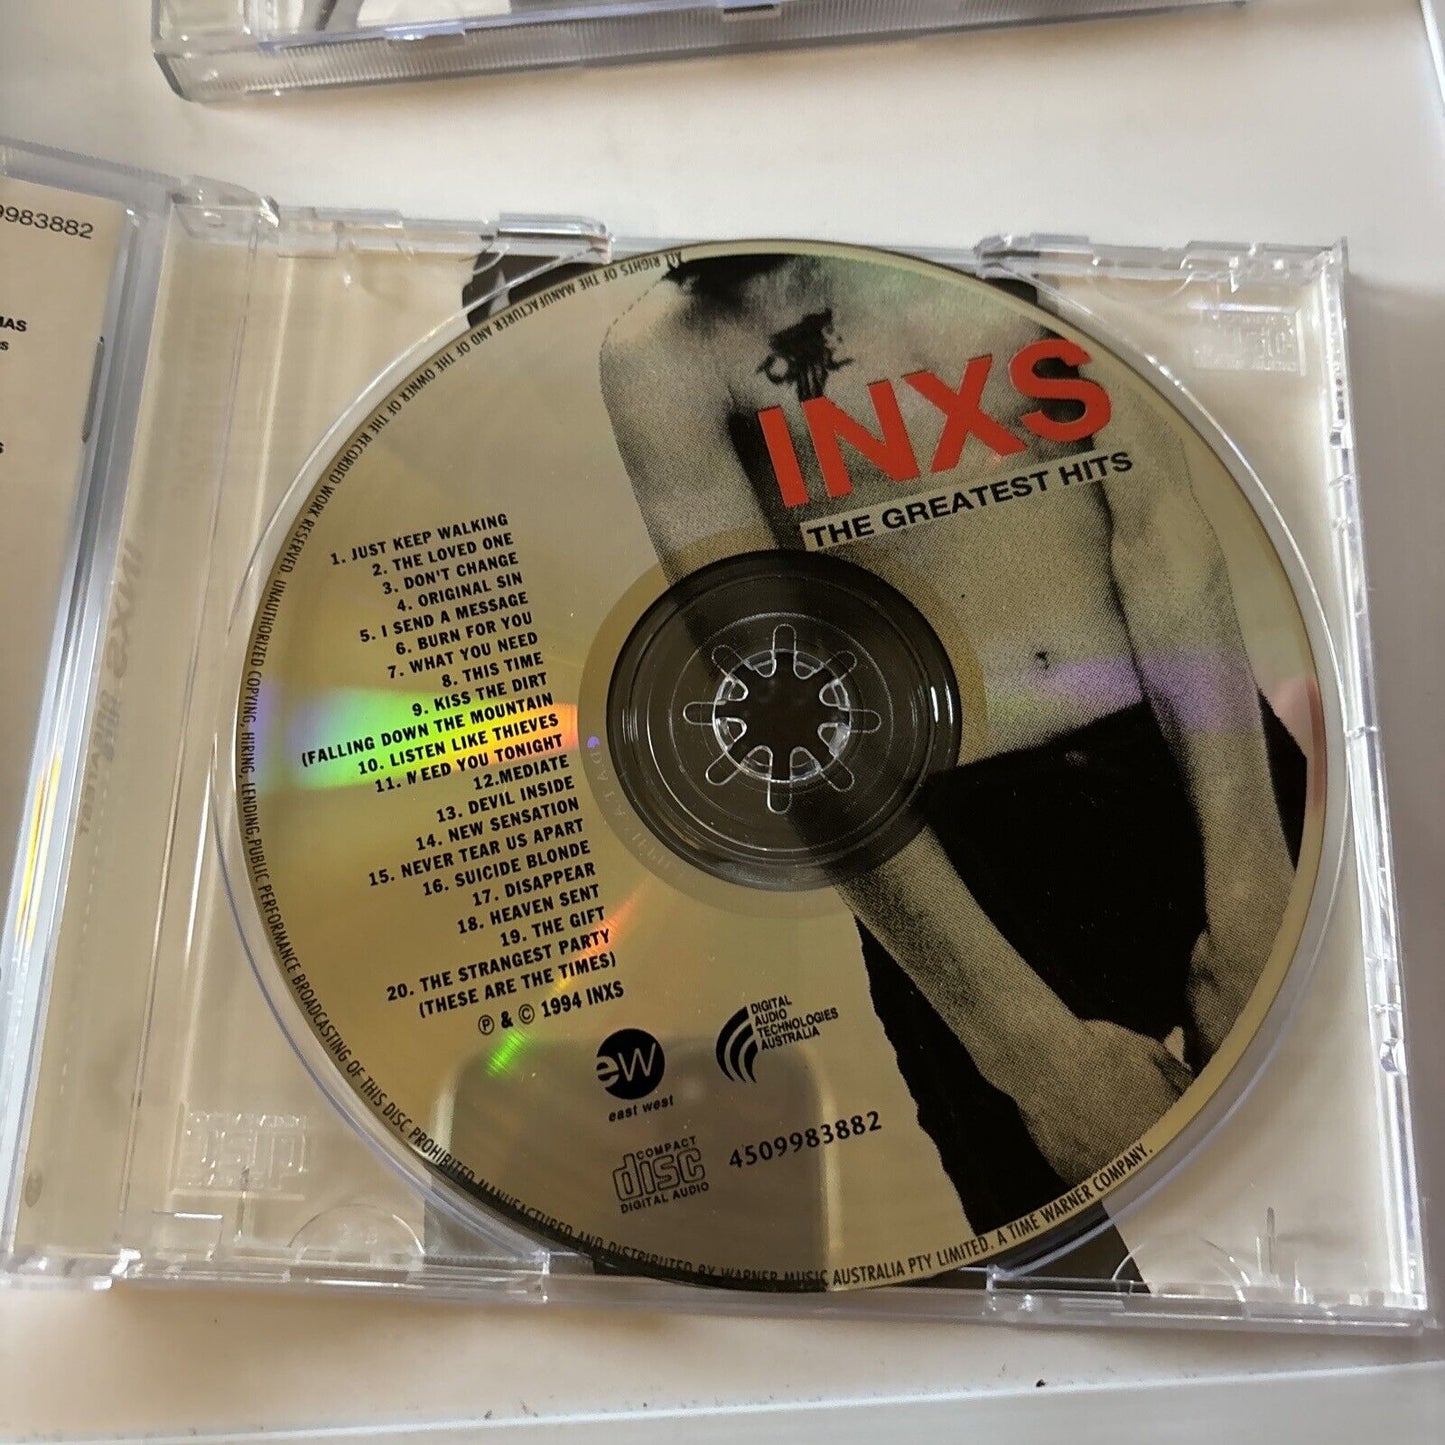 9983882
MAS
INXS
THE GREATEST HITS
1. JUST KEEP WALKING
2. THE LOVED ONE
3. DON'T CHANGE
4. ORIGINAL SIN
5. I SEND A MESSAGE
6. BURN FOR YOU
7. WHAT YOU NEED
8. THIS TIME
9. KISS THE DIRT
(FALLING DOWN THE MOUNTAIN
10. LISTEN LIKE THIEVES
11. NEED YOU TONIGHT
12.MEDIATE
13. DEVIL INSIDE
14. NEW SENSATION
15. NEVER TEAR US APART
16. SUICIDE BLONDE
17. DISAPPEAR
18. HEAVEN SENT
19. THE GIFT
20. THE STRANGEST PARTY
(THESE ARE THE TIMES)
℗ & © 1994 INXS
ew
east west
DIGITAL
AUDIO
TECHNOLOGIES
AUSTRALIA
COMPACT
disc
DIGITAL AUDIO
4509983882
ALL RIGHTS OF THE MANUFACTURER AND OF THE OWNER OF THE RECORDED WORK RESERVED. UNAUTHORIZED COPYING, HIRING, LENDING,PUBLIC PERFORMANCE BROADCASTING OF THIS DISC PROHIBITED MANUFACTURED AND DISTRIBUTED BY WARNER MUSIC AUSTRALIA PTY LIMITED. A TIME WARNER COMPANY.